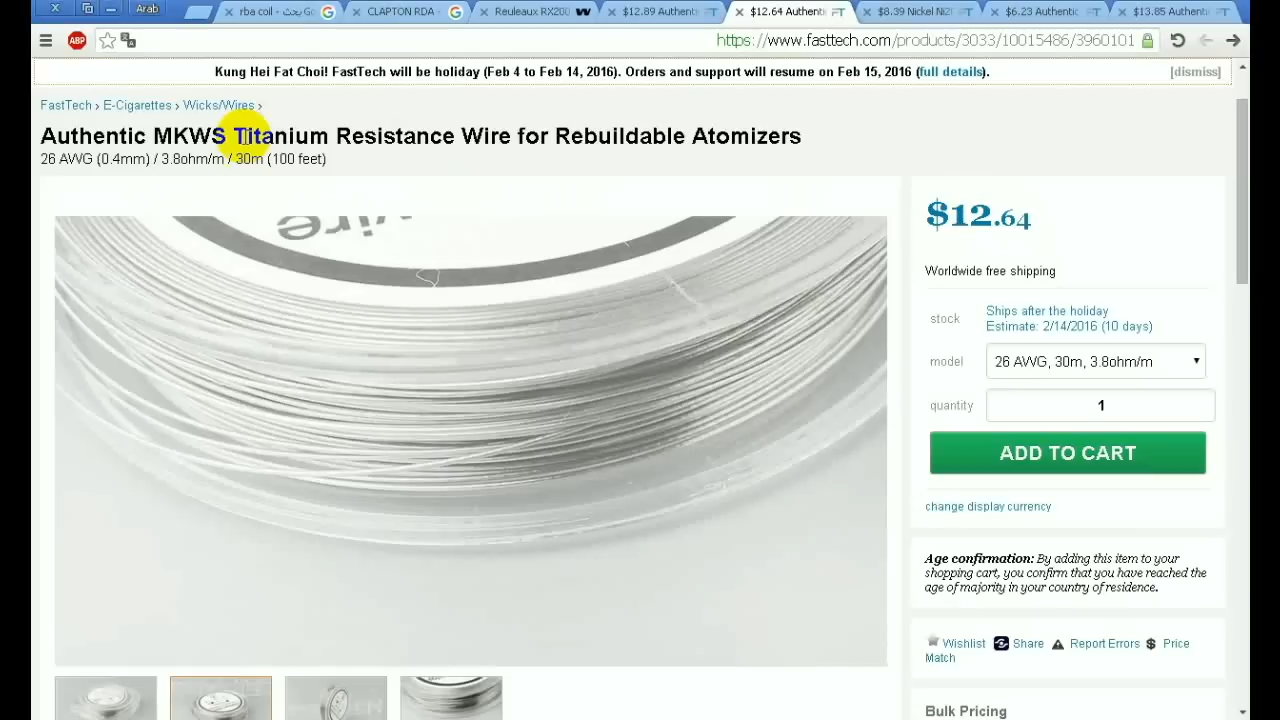 Arab
rba coil - بحث Go
CLAPTON RDA -
Reuleaux RX200
$12.89 Authenti
$12.64 Authenti
$8.39 Nickel Ni2
$6.23 Authentic
$13.85 Authentic
ABP
https://www.fasttech.com/products/3033/10015486/3960101
Kung Hei Fat Choi! FastTech will be holiday (Feb 4 to Feb 14, 2016). Orders and support will resume on Feb 15, 2016 (full details).
[dismiss]
FastTech › E-Cigarettes › Wicks/Wires ›
Authentic MKWS Titanium Resistance Wire for Rebuildable Atomizers
26 AWG (0.4mm) / 3.8ohm/m / 30m (100 feet)
wire
$12.64
Worldwide free shipping
stock
Ships after the holiday
Estimate: 2/14/2016 (10 days)
model
26 AWG, 30m, 3.8ohm/m
quantity
1
ADD TO CART
change display currency
Age confirmation: By adding this item to your
shopping cart, you confirm that you have reached the
age of majority in your country of residence.
Wishlist Share Report Errors $ Price
Match
Bulk Pricing